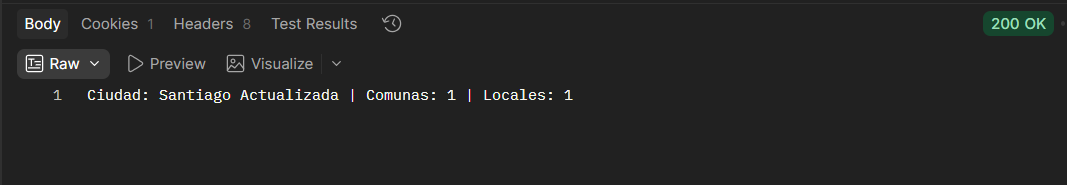 Body Cookies 1 Headers 8 Test Results 200 OK
Raw Preview Visualize
1 Ciudad: Santiago Actualizada | Comunas: 1 | Locales: 1